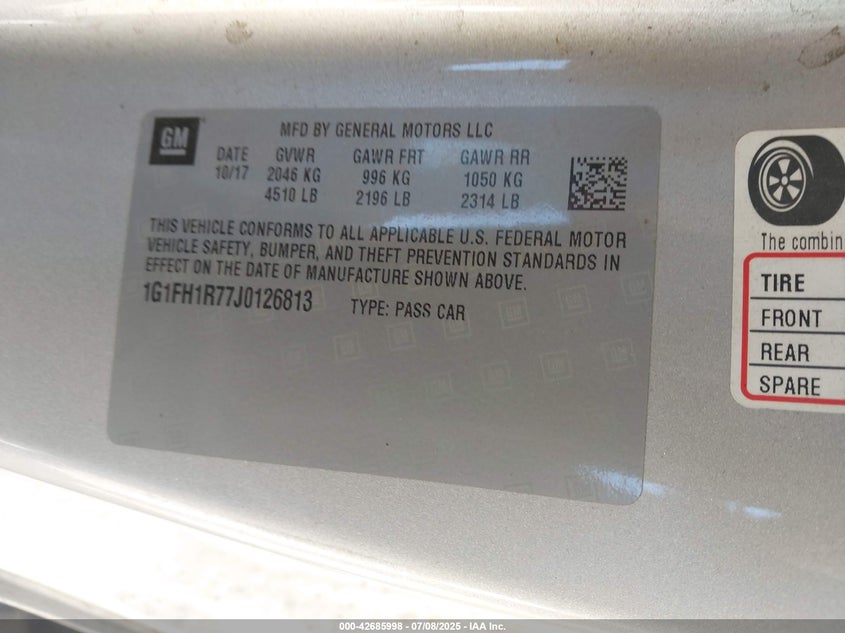 GM
MFD BY GENERAL MOTORS LLC
DATE GVWR GAWR FRT GAWR RR
10/17 2046 KG 996 KG 1050 KG
4510 LB 2196 LB 2314 LB
THIS VEHICLE CONFORMS TO ALL APPLICABLE U.S. FEDERAL MOTOR
VEHICLE SAFETY, BUMPER, AND THEFT PREVENTION STANDARDS IN
EFFECT ON THE DATE OF MANUFACTURE SHOWN ABOVE.
1G1FH1R77J0126813 TYPE: PASS CAR
The combin
TIRE
FRONT
REAR
SPARE
000-42685998 - 07/08/2025 - IAA Inc.